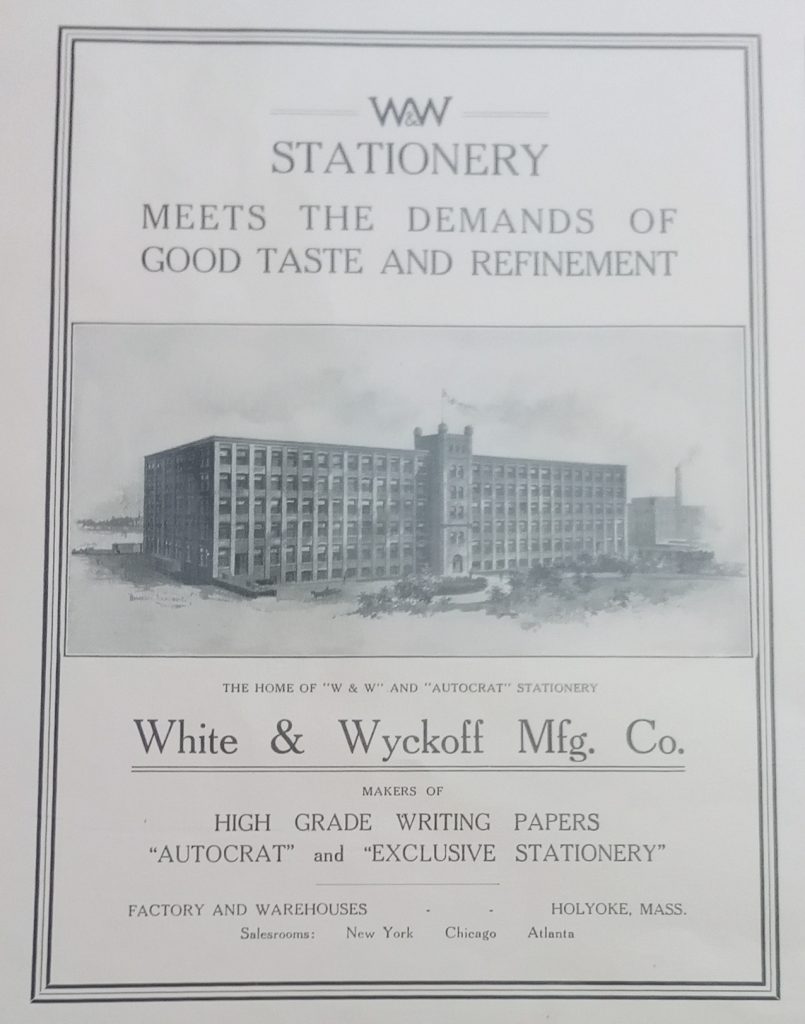 W&W
STATIONERY
MEETS THE DEMANDS OF
GOOD TASTE AND REFINEMENT
THE HOME OF "W & W" AND "AUTOCRAT" STATIONERY
White & Wyckoff Mfg. Co.
MAKERS OF
HIGH GRADE WRITING PAPERS
"AUTOCRAT" and "EXCLUSIVE STATIONERY"
FACTORY AND WAREHOUSES - - HOLYOKE, MASS.
Salesrooms: New York Chicago Atlanta